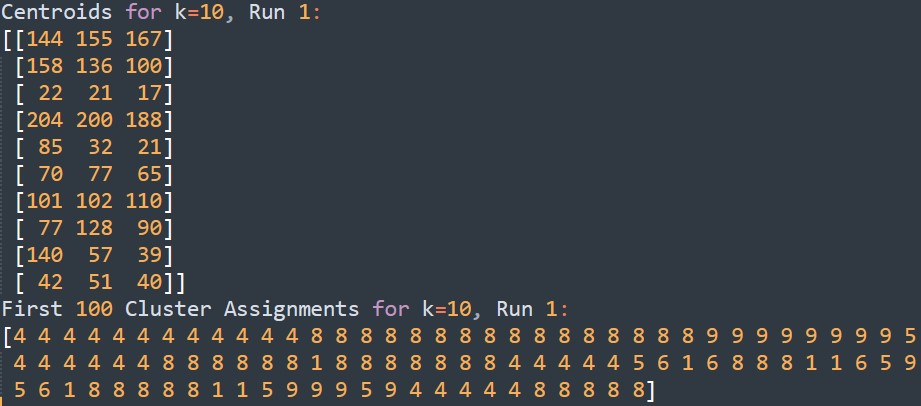 Centroids for k=10, Run 1:
[[144 155 167]
[158 136 100]
[ 22 21 17]
[204 200 188]
[ 85 32 21]
[ 70 77 65]
[101 102 110]
[ 77 128 90]
[140 57 39]
[ 42 51 40]]
First 100 Cluster Assignments for k=10, Run 1:
[4 4 4 4 4 4 4 4 4 4 4 4 8 8 8 8 8 8 8 8 8 8 8 8 8 8 8 8 9 9 9 9 9 9 9 9 5
4 4 4 4 4 4 8 8 8 8 8 8 1 8 8 8 8 8 8 8 4 4 4 4 4 5 6 1 6 8 8 8 1 1 6 5 9
5 6 1 8 8 8 8 8 1 1 5 9 9 9 5 9 4 4 4 4 4 8 8 8 8 8]